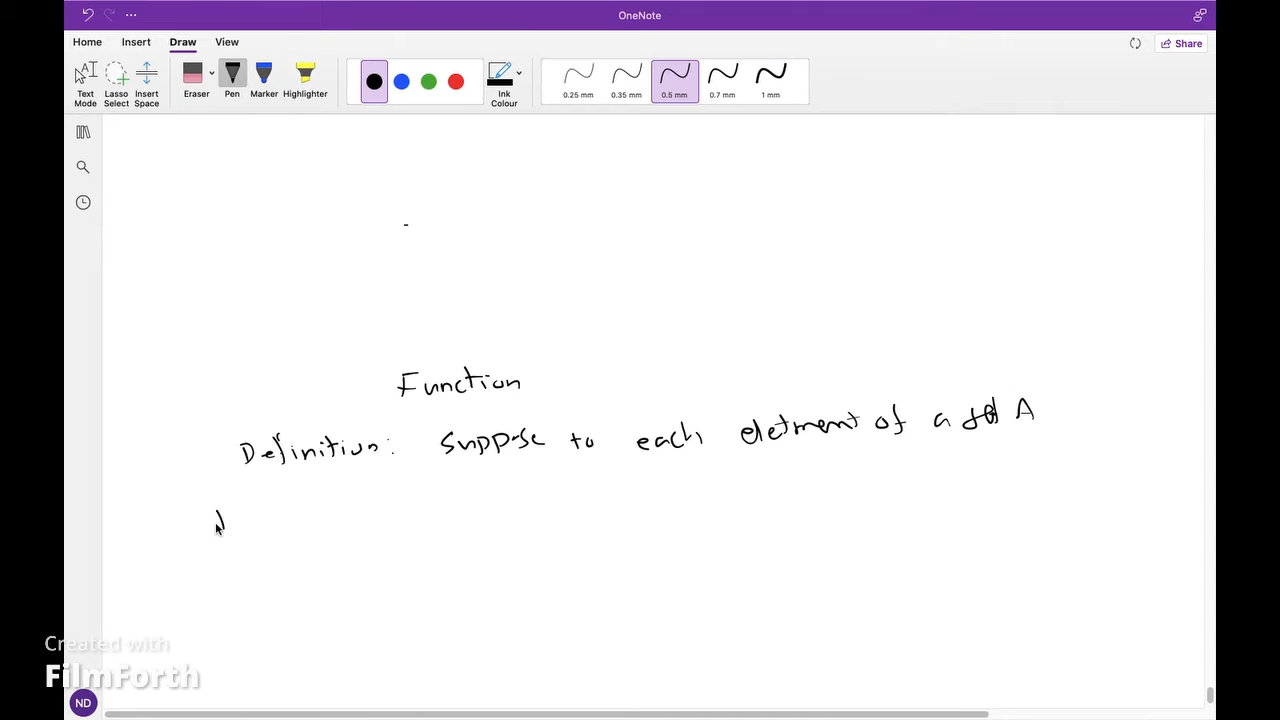 OneNote
Home Insert Draw View
Share
Text Mode Lasso Select Insert Space Eraser Pen Marker Highlighter Ink Colour 0.25 mm 0.35 mm 0.5 mm 0.7 mm 1 mm
Function
Definition: Suppose to each eletment of a A
Created with
FilmForth
ND